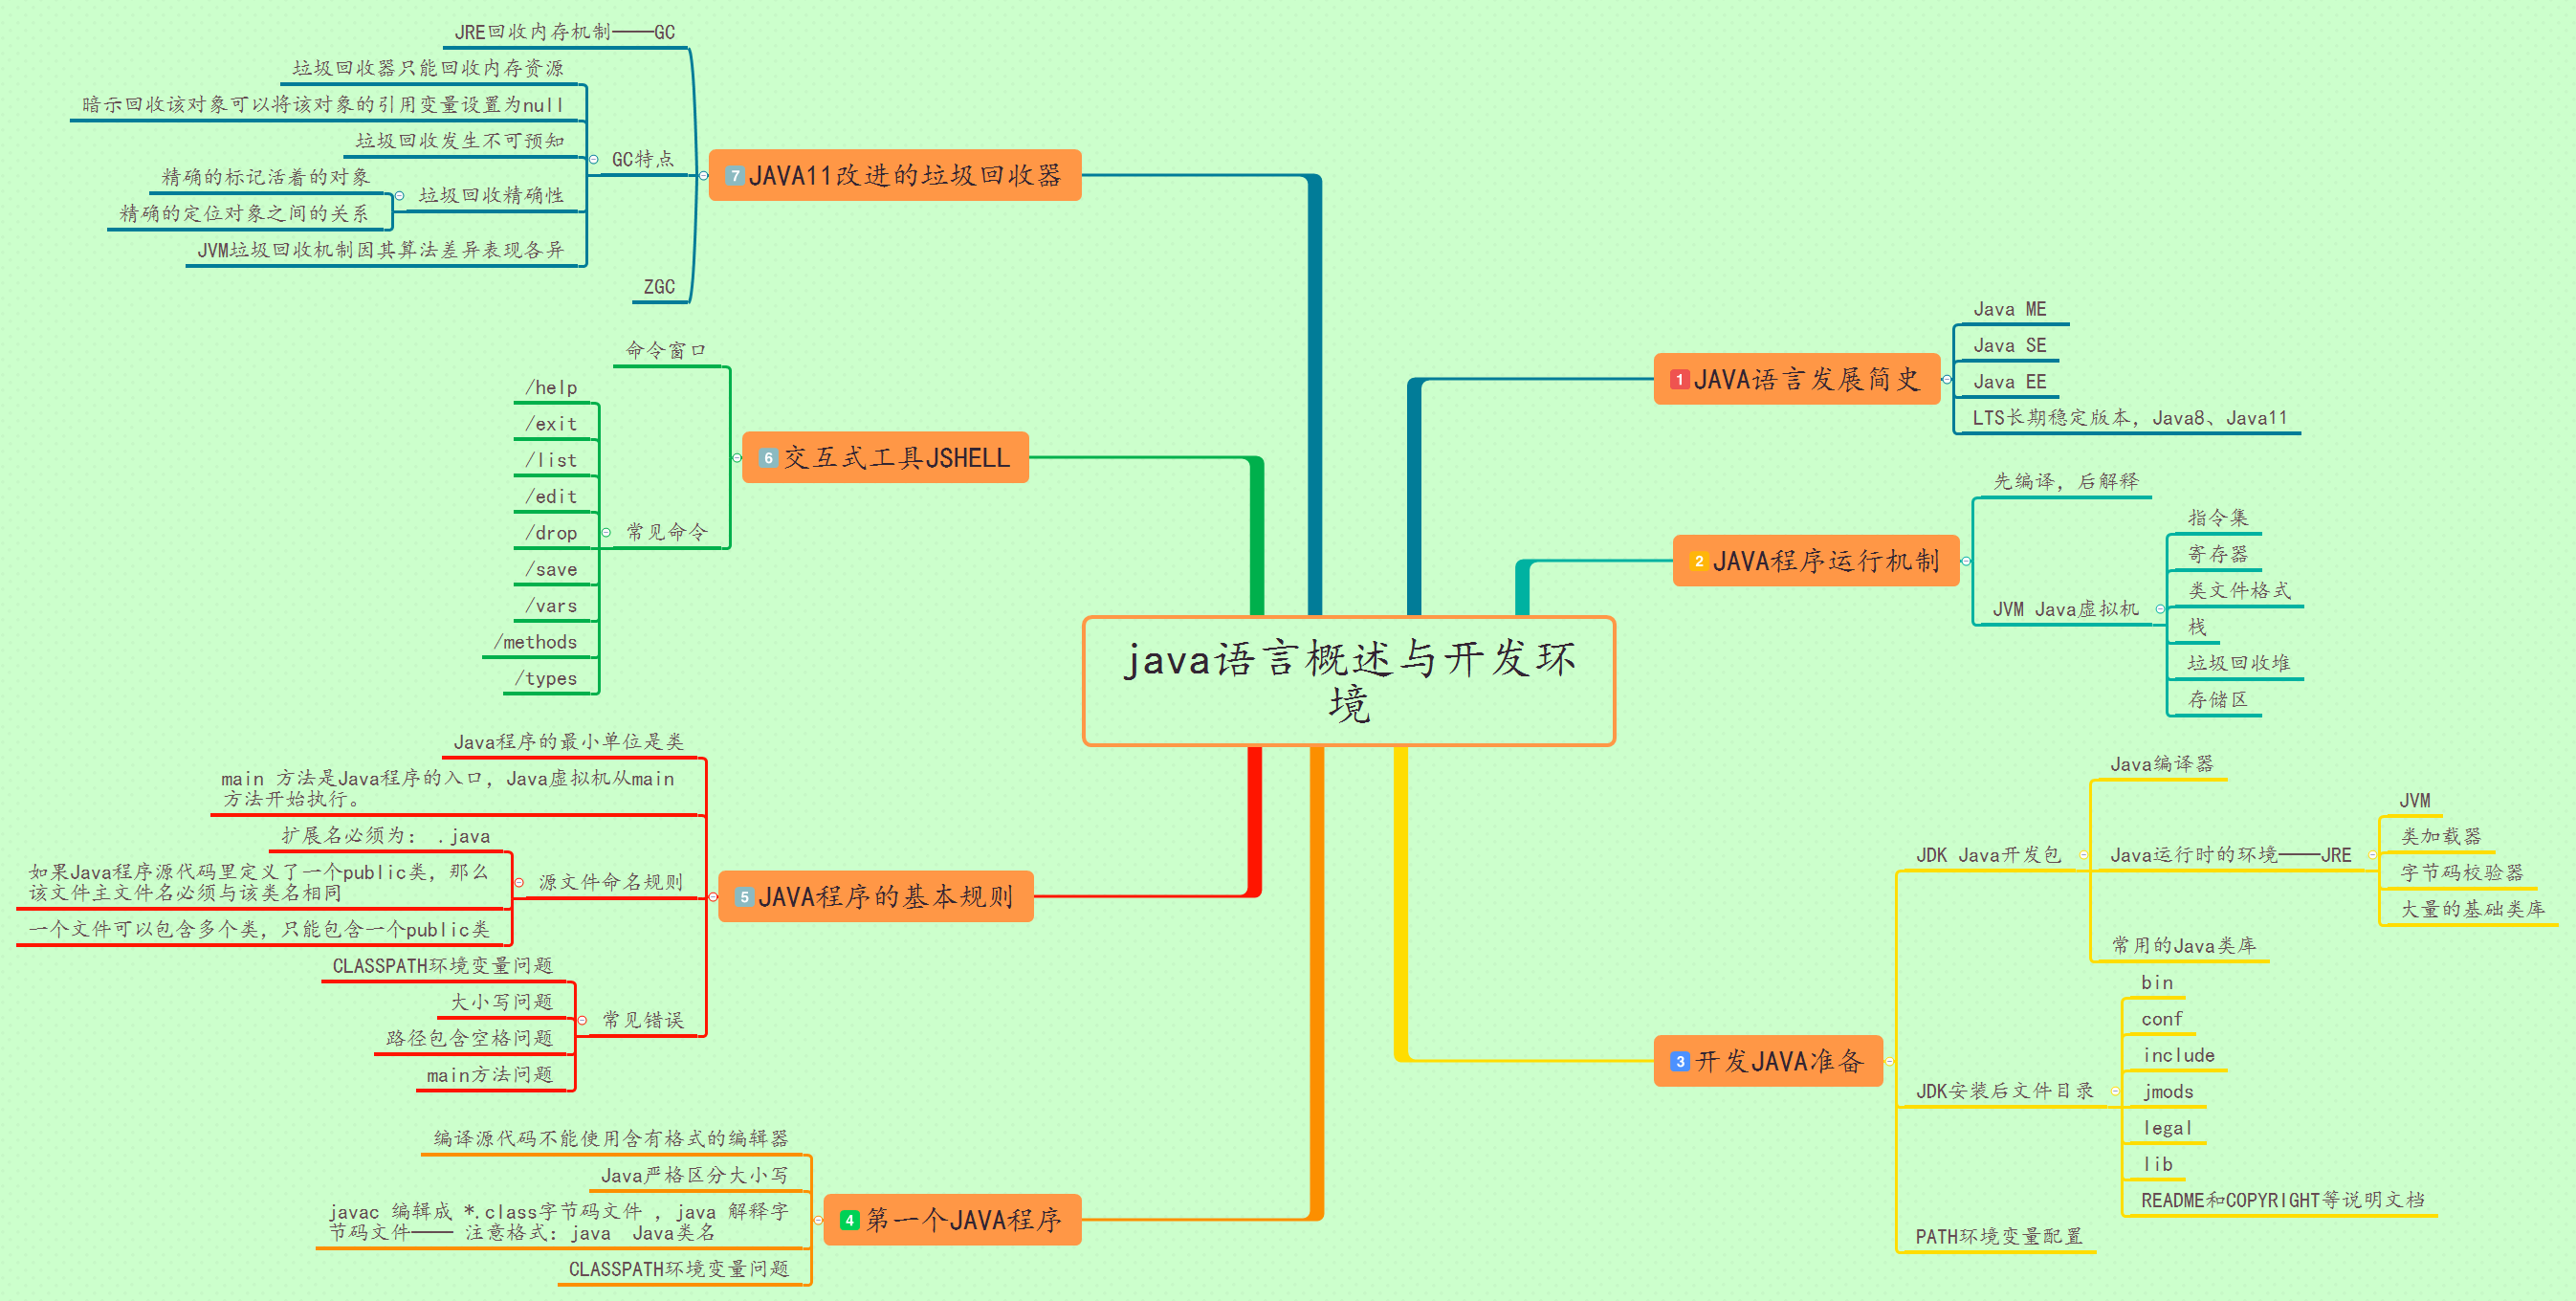 java语言概述与开发环
境
1 JAVA语言发展简史
Java ME
Java SE
Java EE
LTS长期稳定版本，Java8、Java11
2 JAVA程序运行机制
先编译，后解释
JVM Java虚拟机
指令集
寄存器
类文件格式
栈
垃圾回收堆
存储区
3 开发JAVA准备
JDK Java开发包
Java编译器
Java运行时的环境——JRE
JVM
类加载器
字节码校验器
大量的基础类库
常用的Java类库
JDK安装后文件目录
bin
conf
include
jmods
legal
lib
README和COPYRIGHT等说明文档
PATH环境变量配置
4 第一个JAVA程序
编译源代码不能使用含有格式的编辑器
Java严格区分大小写
javac 编辑成 *.class字节码文件 ，java 解释字
节码文件—— 注意格式：java  Java类名
CLASSPATH环境变量问题
5 JAVA程序的基本规则
Java程序的最小单位是类
main 方法是Java程序的入口，Java虚拟机从main
方法开始执行。
源文件命名规则
扩展名必须为： .java
如果Java程序源代码里定义了一个public类，那么
该文件主文件名必须与该类名相同
一个文件可以包含多个类，只能包含一个public类
常见错误
CLASSPATH环境变量问题
大小写问题
路径包含空格问题
main方法问题
6 交互式工具JSHELL
命令窗口
常见命令
/help
/exit
/list
/edit
/drop
/save
/vars
/methods
/types
7 JAVA11改进的垃圾回收器
JRE回收内存机制——GC
GC特点
垃圾回收器只能回收内存资源
暗示回收该对象可以将该对象的引用变量设置为null
垃圾回收发生不可预知
垃圾回收精确性
精确的标记活着的对象
精确的定位对象之间的关系
JVM垃圾回收机制因其算法差异表现各异
ZGC